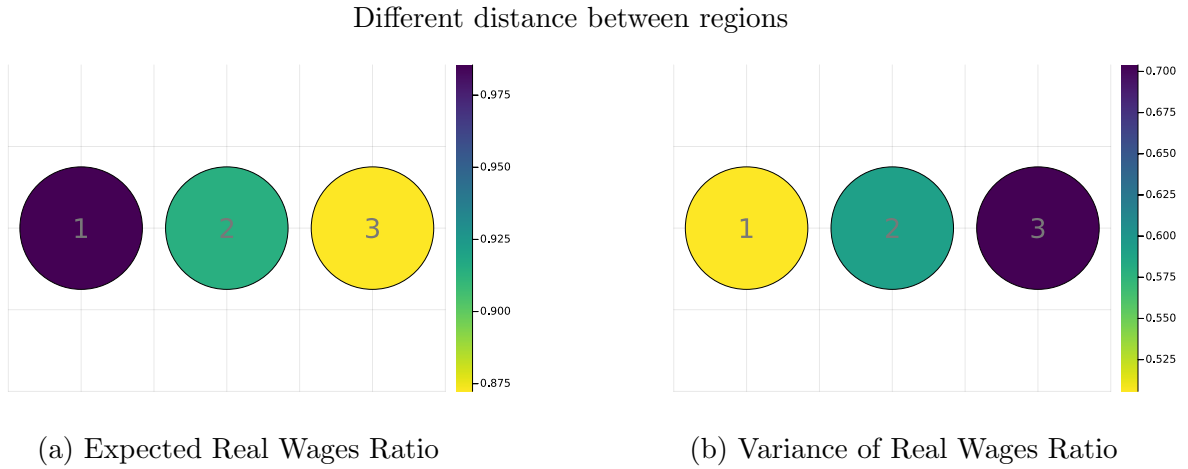 Different distance between regions
1 2 3
0.975
0.950
0.925
0.900
0.875
1 2 3
0.700
0.675
0.650
0.625
0.600
0.575
0.550
0.525
(a) Expected Real Wages Ratio
(b) Variance of Real Wages Ratio